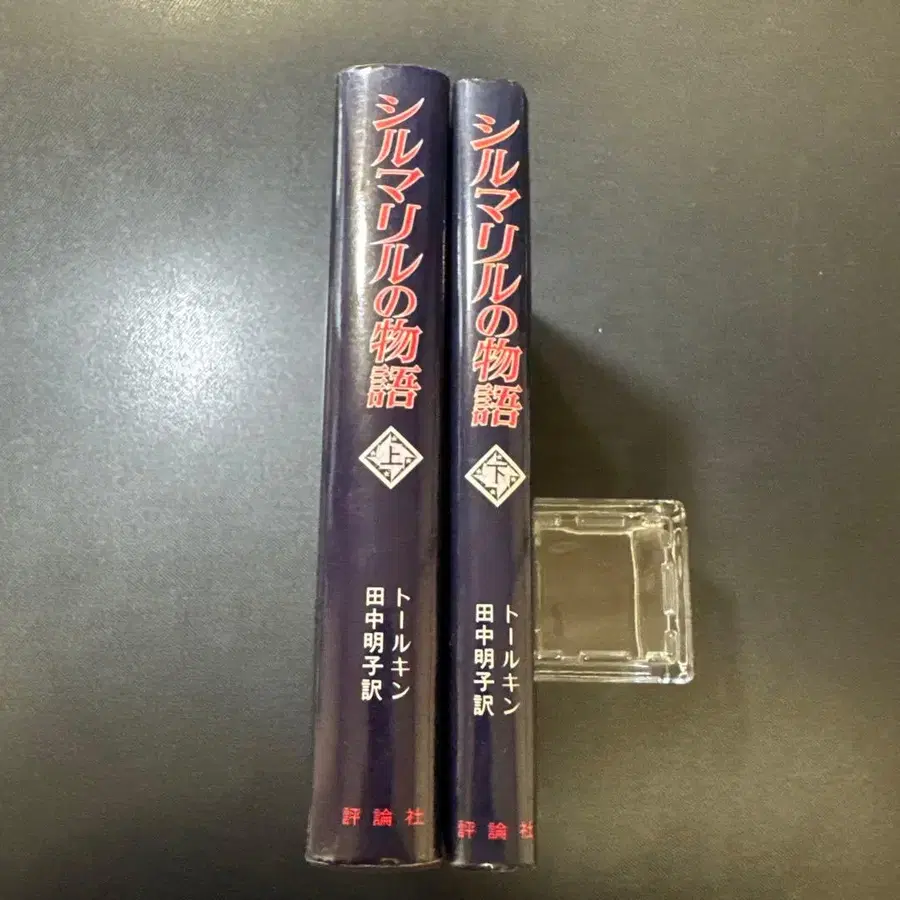 シルマリルの物語
上
トールキン
田中明子訳
評論社
シルマリルの物語
下
トールキン
田中明子訳
評論社